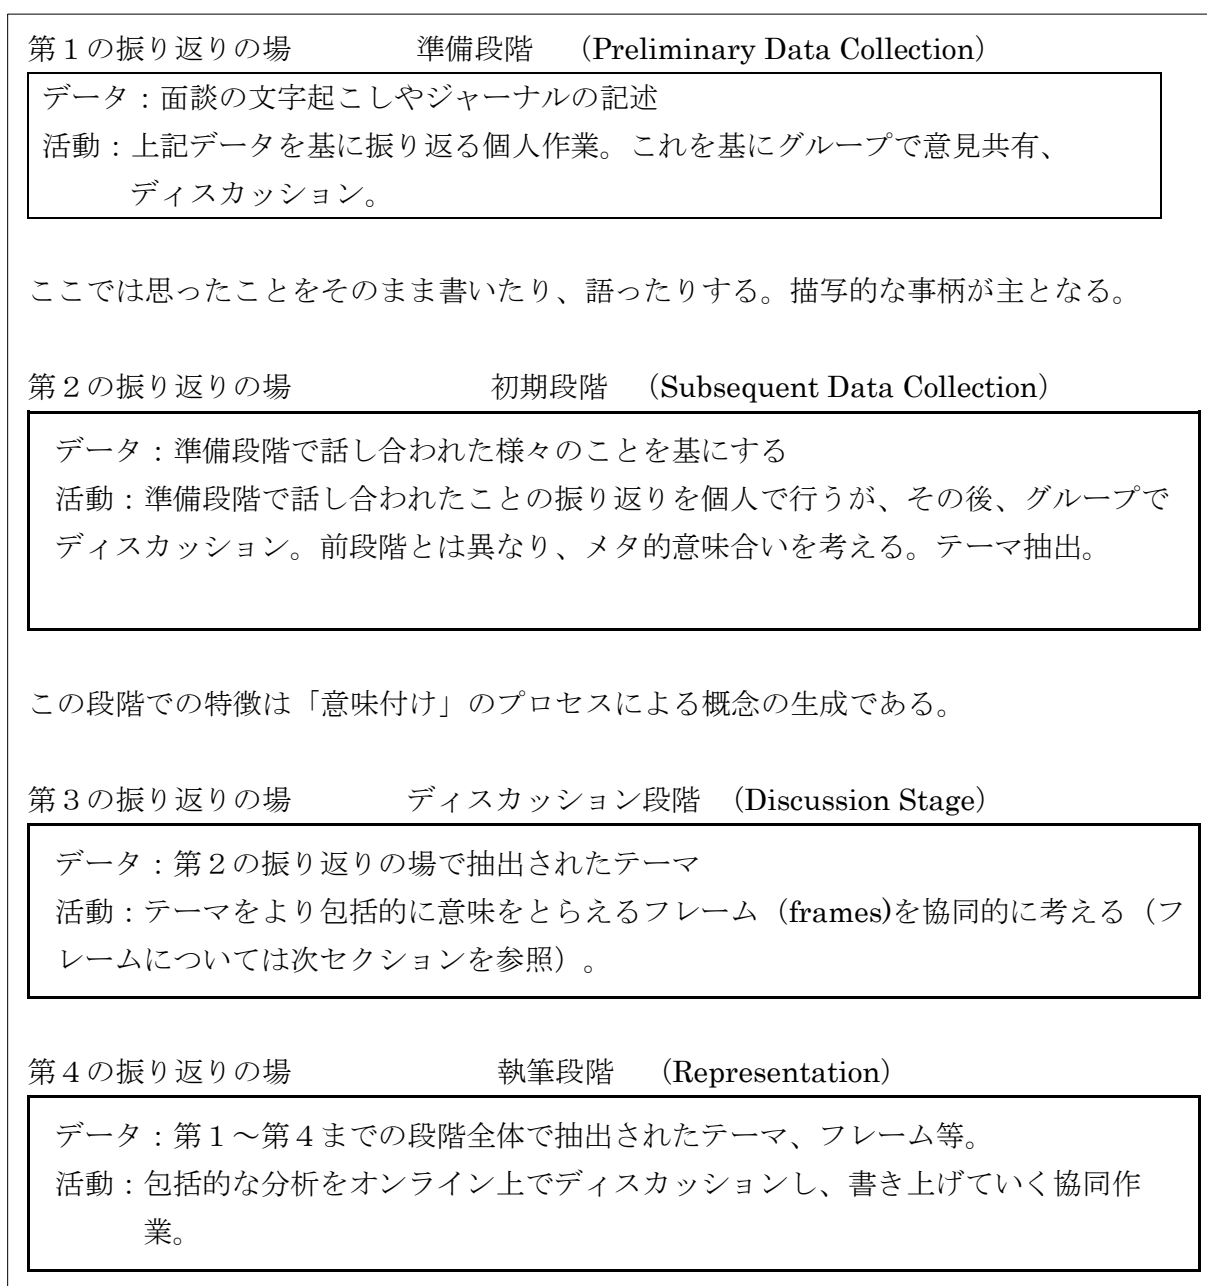 第１の振り返りの場　準備段階　（Preliminary Data Collection）
データ：面談の文字起こしやジャーナルの記述
活動：上記データを基に振り返る個人作業。これを基にグループで意見共有、
ディスカッション。
ここでは思ったことをそのまま書いたり、語ったりする。描写的な事柄が主となる。
第２の振り返りの場　初期段階　（Subsequent Data Collection）
データ：準備段階で話し合われた様々のことを基にする
活動：準備段階で話し合われたことの振り返りを個人で行うが、その後、グループで
ディスカッション。前段階とは異なり、メタ的意味合いを考える。テーマ抽出。
この段階での特徴は「意味付け」のプロセスによる概念の生成である。
第３の振り返りの場　ディスカッション段階　（Discussion Stage）
データ：第２の振り返りの場で抽出されたテーマ
活動：テーマをより包括的に意味をとらえるフレーム（frames)を協同的に考える（フ
レームについては次セクションを参照）。
第４の振り返りの場　執筆段階　（Representation）
データ：第１～第４までの段階全体で抽出されたテーマ、フレーム等。
活動：包括的な分析をオンライン上でディスカッションし、書き上げていく協同作
業。